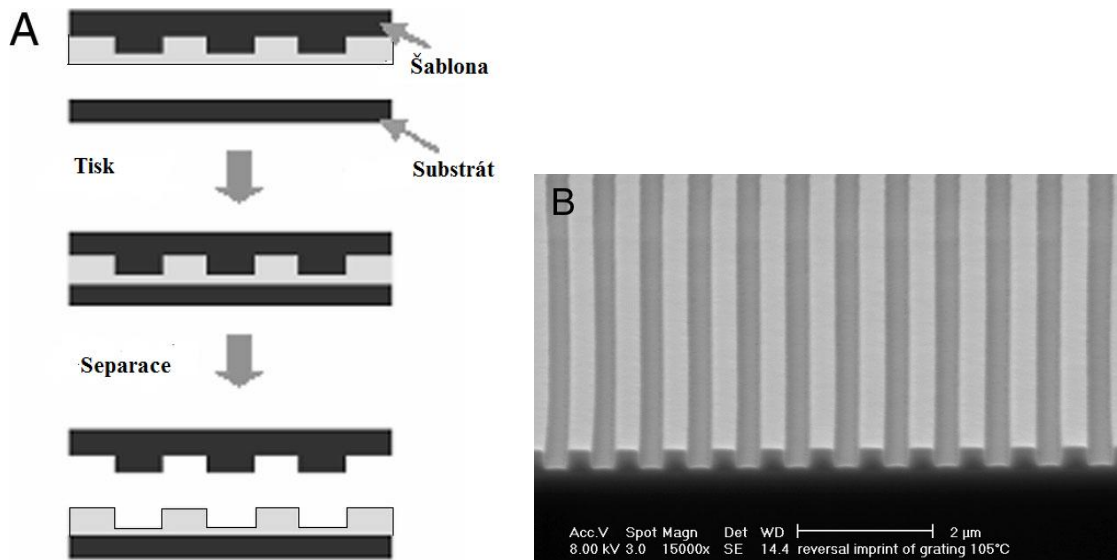 A
Šablona
Substrát
Tisk
Separace
B
Acc.V Spot Magn Det WD 2 µm
8.00 kV 3.0 15000x SE 14.4 reversal imprint of grating 105°C